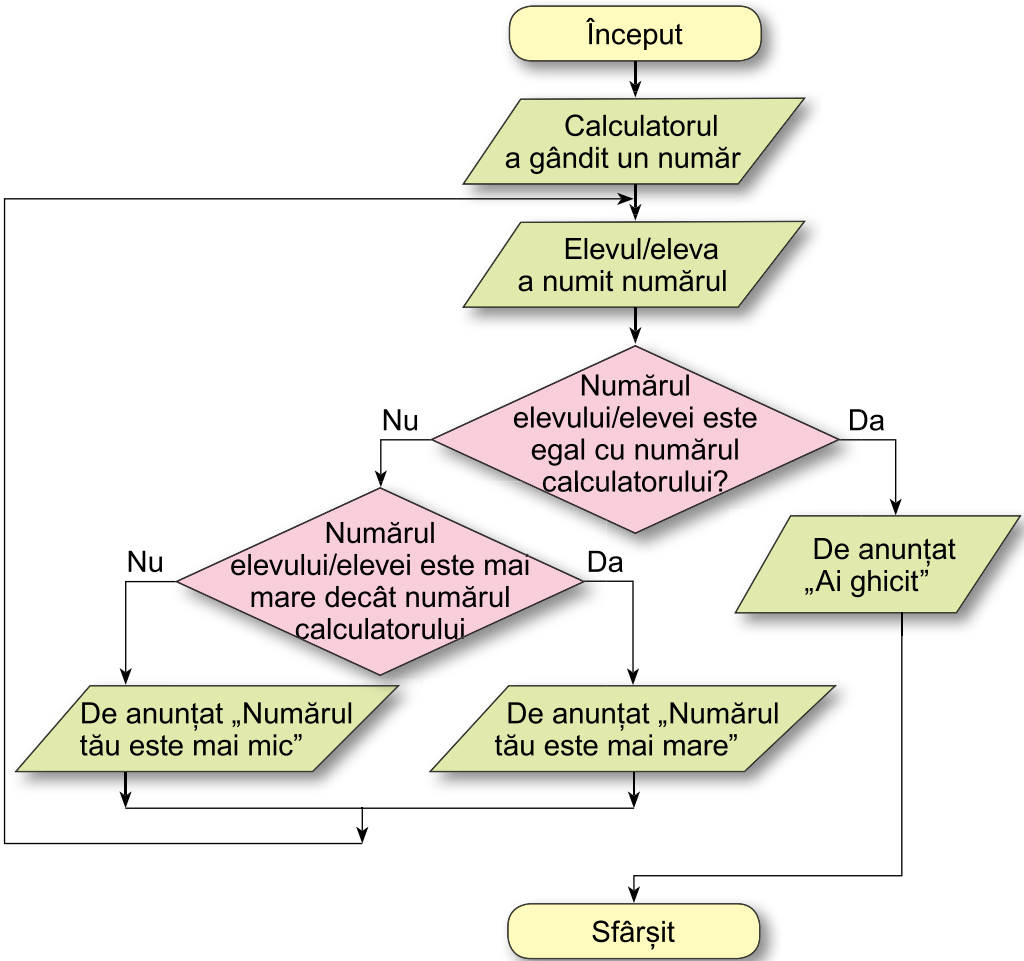 Început
Calculatorul
a gândit un număr
Elevul/eleva
a numit numărul
Numărul
elevului/elevei este
egal cu numărul
calculatorului?
Nu
Da
Numărul
elevului/elevei este mai
mare decât numărul
calculatorului
Nu
Da
De anunțat
„Ai ghicit”
De anunțat „Numărul
tău este mai mic”
De anunțat „Numărul
tău este mai mare”
Sfârșit